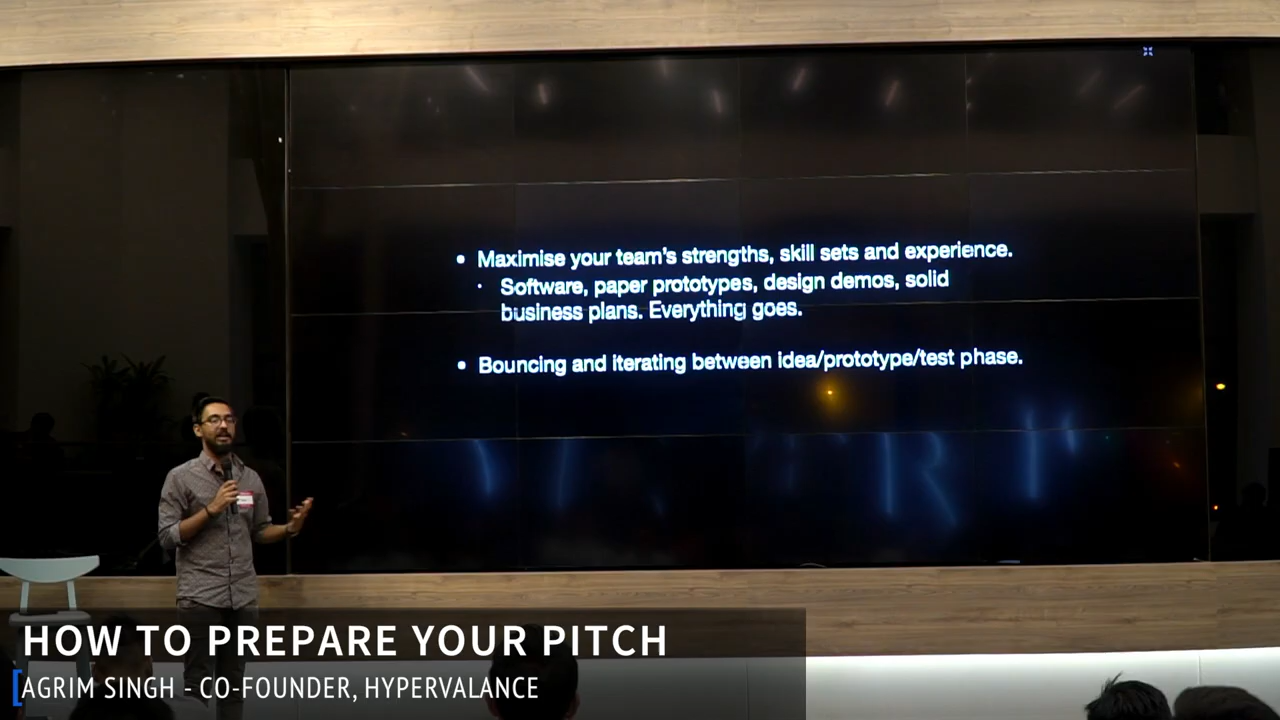 • Maximise your team's strengths, skill sets and experience.
• Software, paper prototypes, design demos, solid
business plans. Everything goes.
• Bouncing and iterating between idea/prototype/test phase.
HOW TO PREPARE YOUR PITCH
[AGRIM SINGH - CO-FOUNDER, HYPERVALANCE